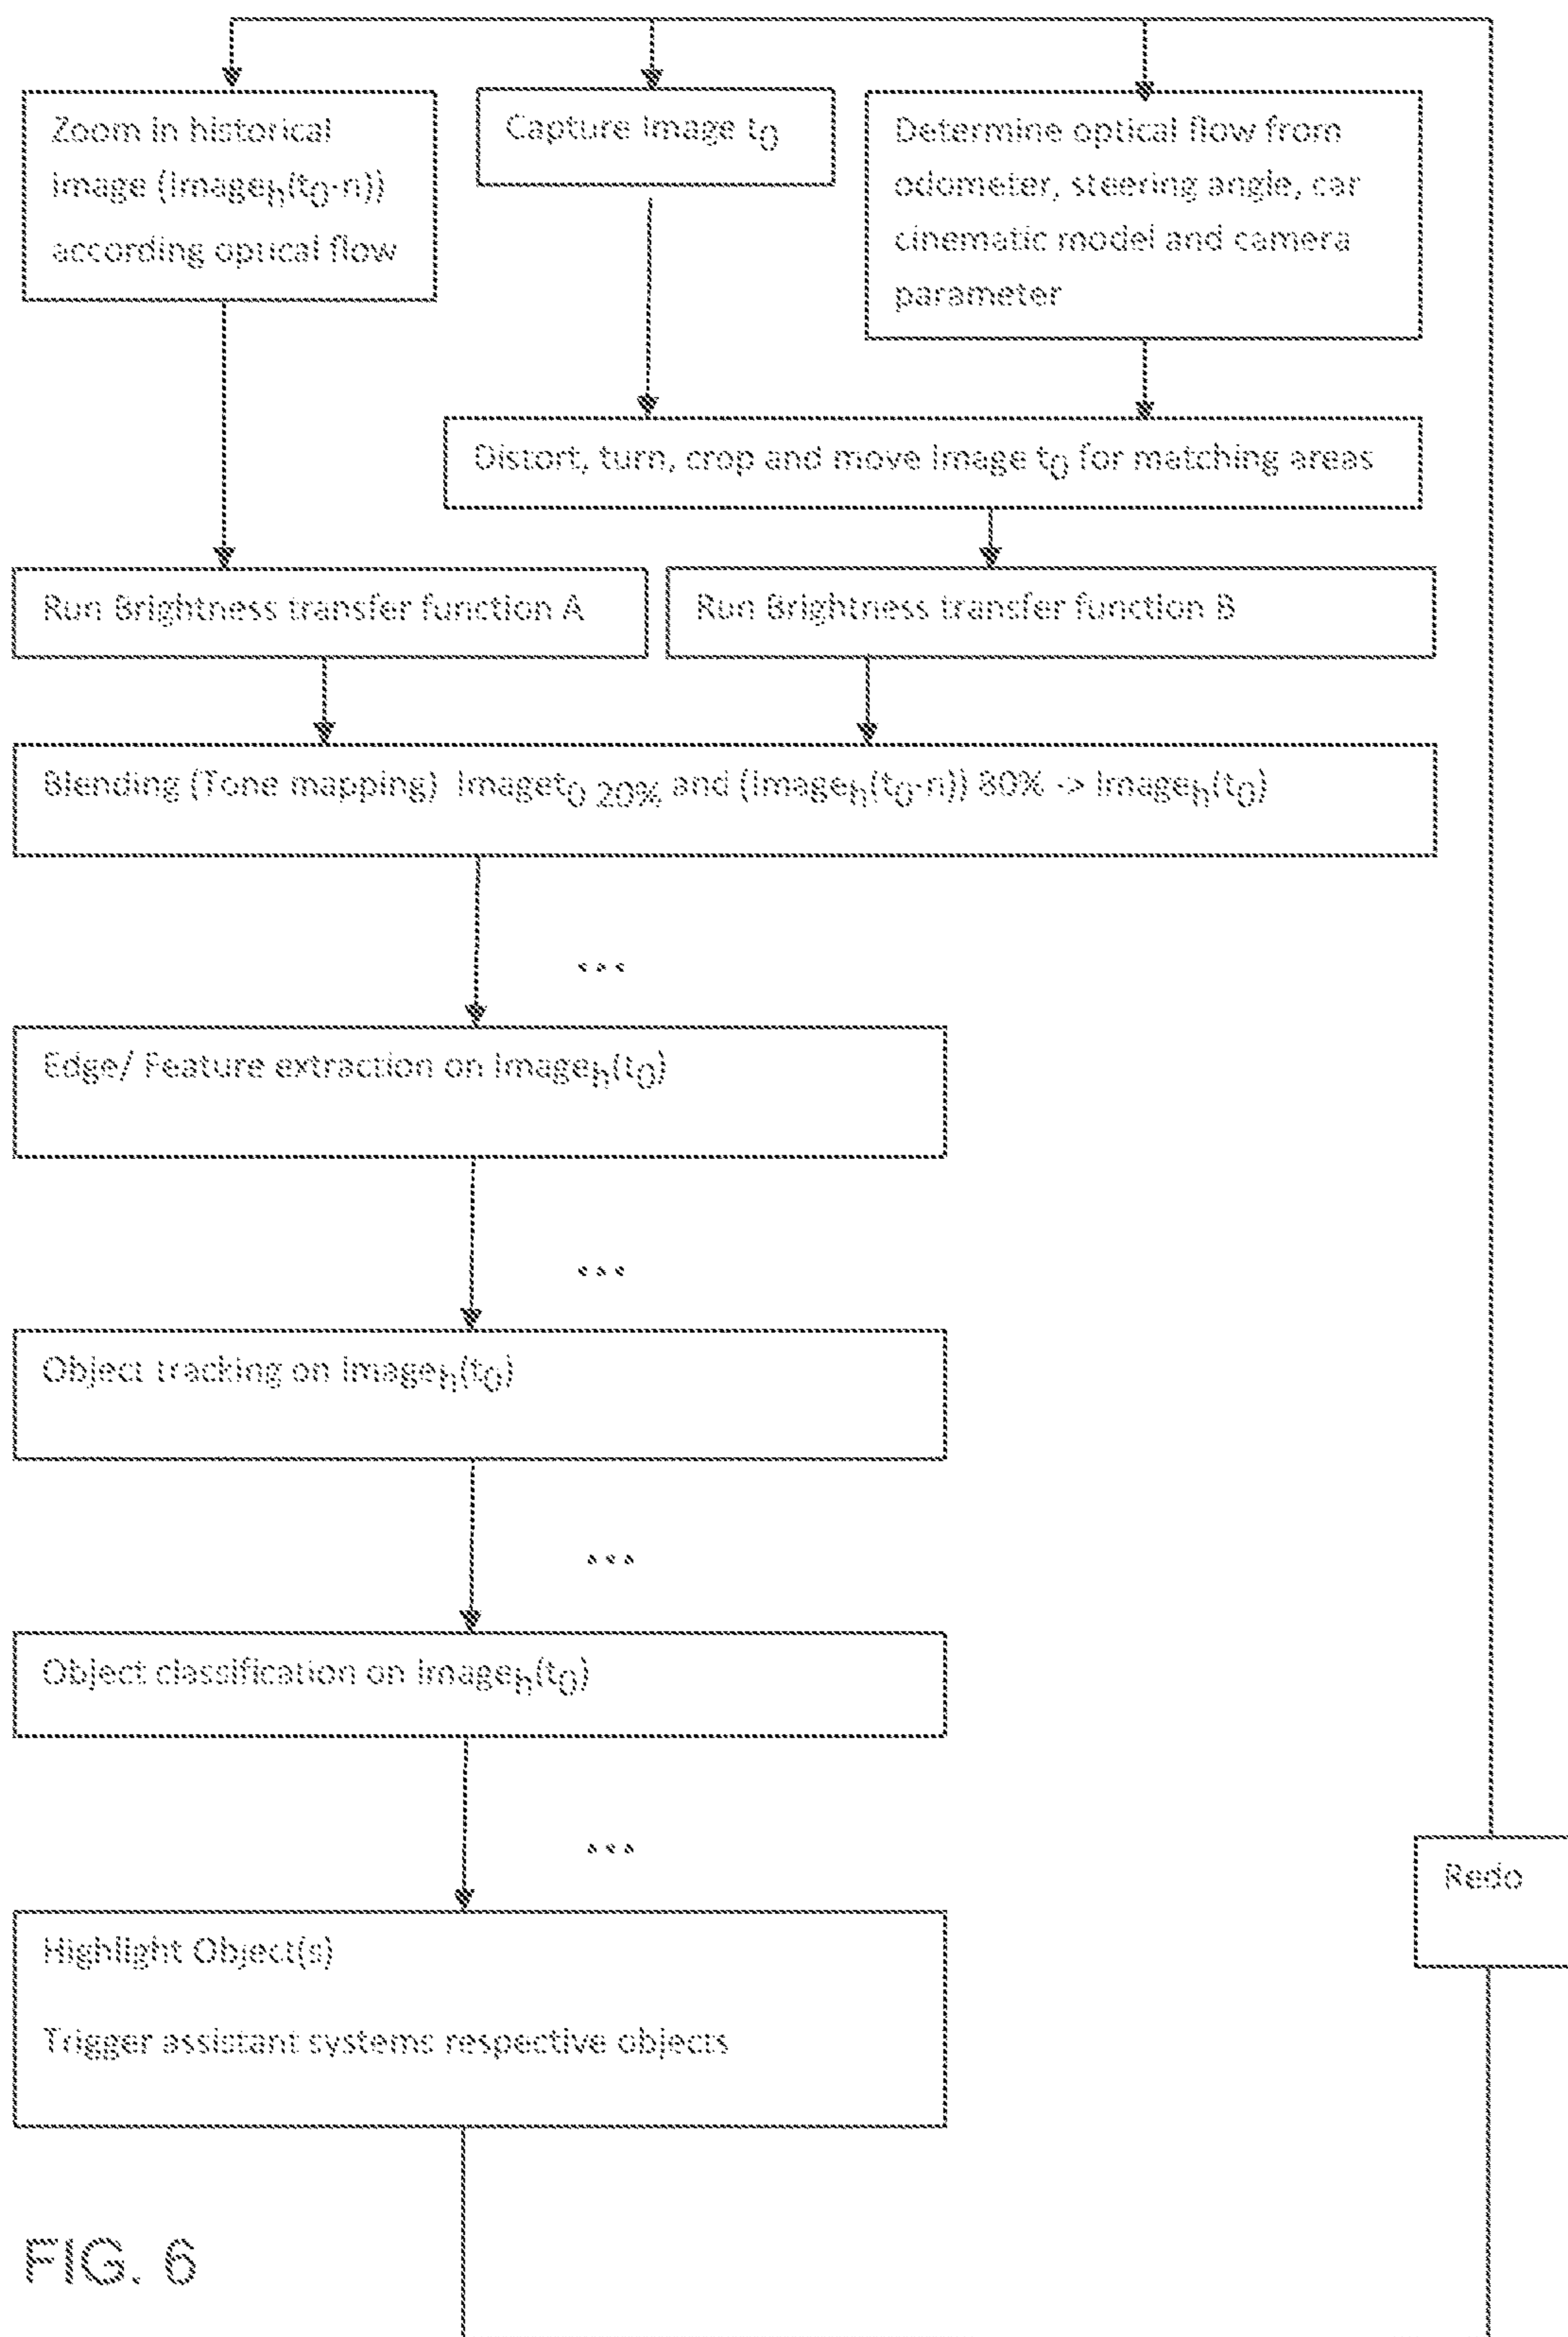 Zoom in historical
image (Imageh(t0-n))
according optical flow
Capture Image t0
Determine optical flow from
odometer, steering angle, car
cinematic model and camera
parameter
Distort, turn, crop and move Image t0 for matching areas
Run Brightness transfer function A
Run Brightness transfer function B
Blending (Tone mapping) Imaget0 20% and (Imageh(t0-n)) 80% -> Imageh(t0)
...
Edge/ Feature extraction on Imageh(t0)
...
Object tracking on Imageh(t0)
...
Object classification on Imageh(t0)
...
Redo
Highlight Object(s)
Trigger assistant systems respective objects
FIG. 6